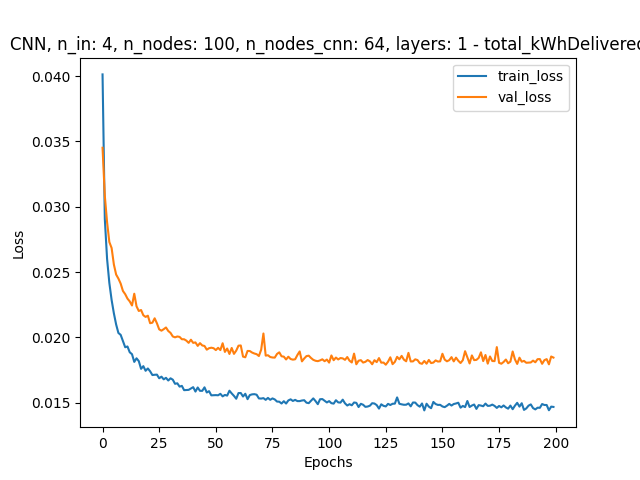 CNN, n_in: 4, n_nodes: 100, n_nodes_cnn: 64, layers: 1 - total_kWhDelivered
train_loss
val_loss
0.040
0.035
0.030
0.025
0.020
0.015
Loss
0 25 50 75 100 125 150 175 200
Epochs